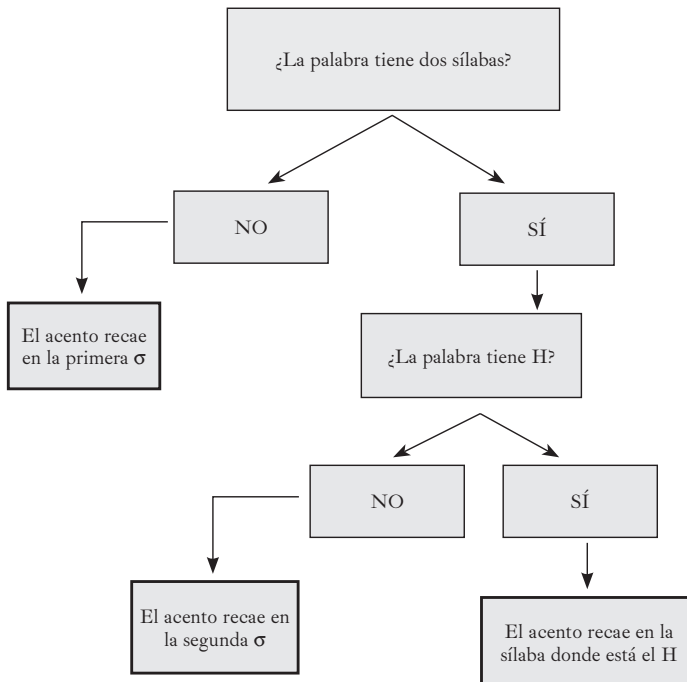 ¿La palabra tiene dos sílabas?
NO
SÍ
El acento recae
en la primera σ
¿La palabra tiene H?
NO
SÍ
El acento recae en
la segunda σ
El acento recae en la
sílaba donde está el H